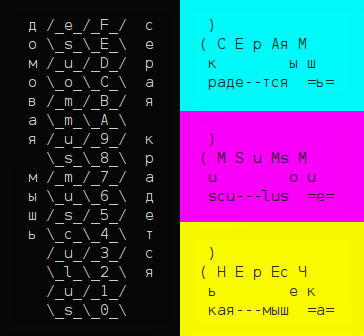 д /_e_/_F_/ с
о \_s_\_E_\ е
м /_u_/_D_/ р
о \_o_\_C_\ а
в /_m_/_B_/ я
а \_m_\_A_\
я /_u_/_9_/ к
\_s_\_8_\ р
м /_m_/_7_/ а
ы \_u_\_6_\ д
ш /_s_/_5_/ е
ь \_c_\_4_\ т
/_u_/_3_/ с
\_l_\_2_\ я
/_u_/_1_/
\_s_\_0_\
)
( С Е р Ая М
к ы ш
раде--тся =ь=
)
( M S u Ms M
u o u
scu---lus =e=
)
( Н Е р Ес Ч
ь е к
кая---мыш =а=